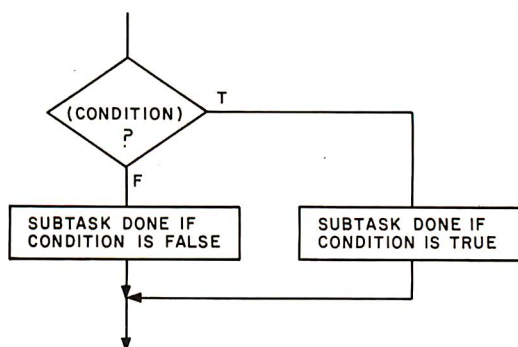 (CONDITION)
?
T
F
SUBTASK DONE IF
CONDITION IS FALSE
SUBTASK DONE IF
CONDITION IS TRUE